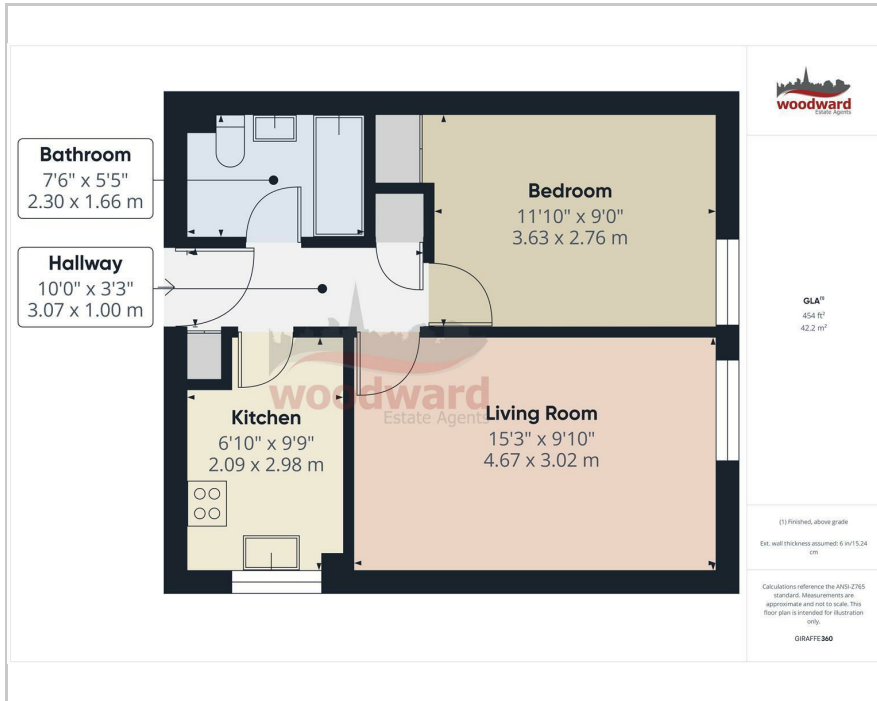 woodward
Estate Agents
Bathroom
7'6" x 5'5"
2.30 x 1.66 m
Bedroom
11'10" x 9'0"
3.63 x 2.76 m
Hallway
10'0" x 3'3"
3.07 x 1.00 m
woodward
Estate Agents
Kitchen
6'10" x 9'9"
2.09 x 2.98 m
Living Room
15'3" x 9'10"
4.67 x 3.02 m
GLA⁽¹⁾
454 ft²
42.2 m²
(1) Finished, above grade
Ext. wall thickness assumed: 6 in/15.24
cm
Calculations reference the ANSI-Z765
standard. Measurements are
approximate and not to scale. This
floor plan is intended for illustration
only.
GIRAFFE360